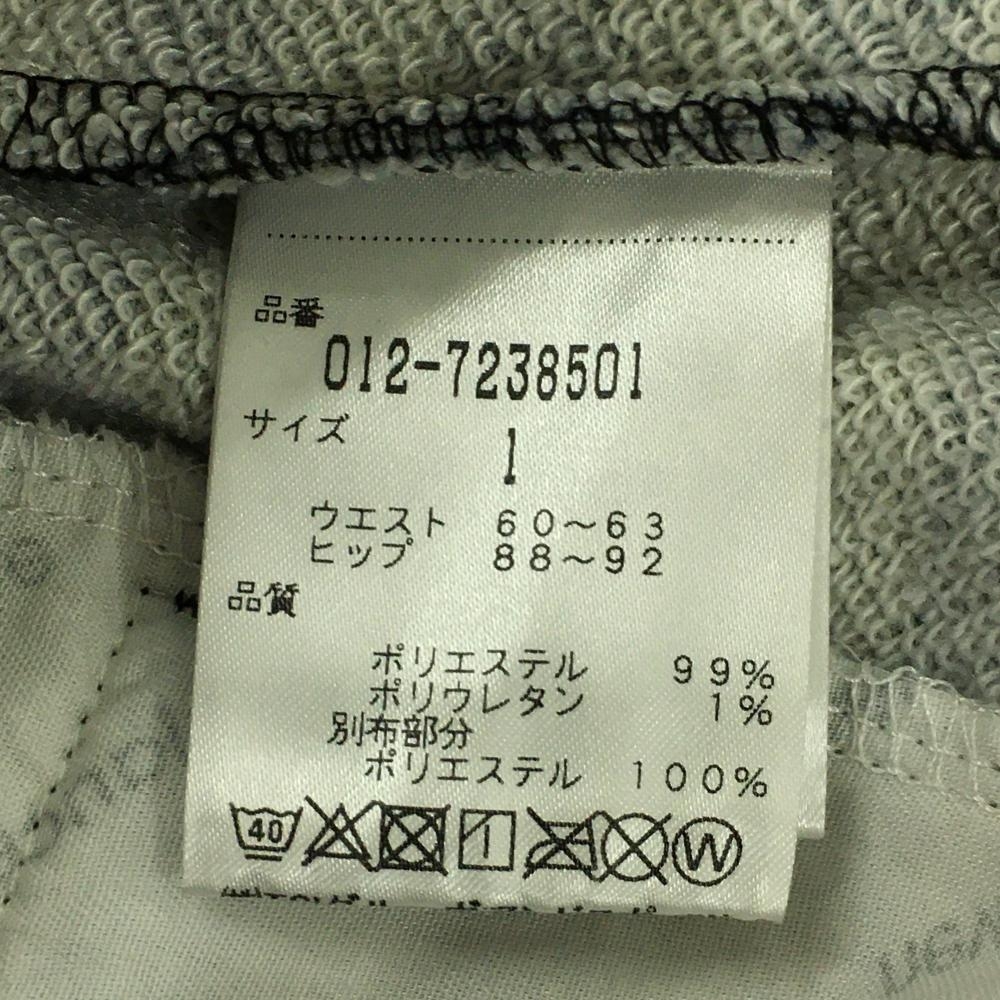 品番
012-7238501
サイズ
1
ウエスト 60〜63
ヒップ 88〜92
品質
ポリエステル 99%
ポリウレタン 1%
別布部分
ポリエステル 100%
40
W